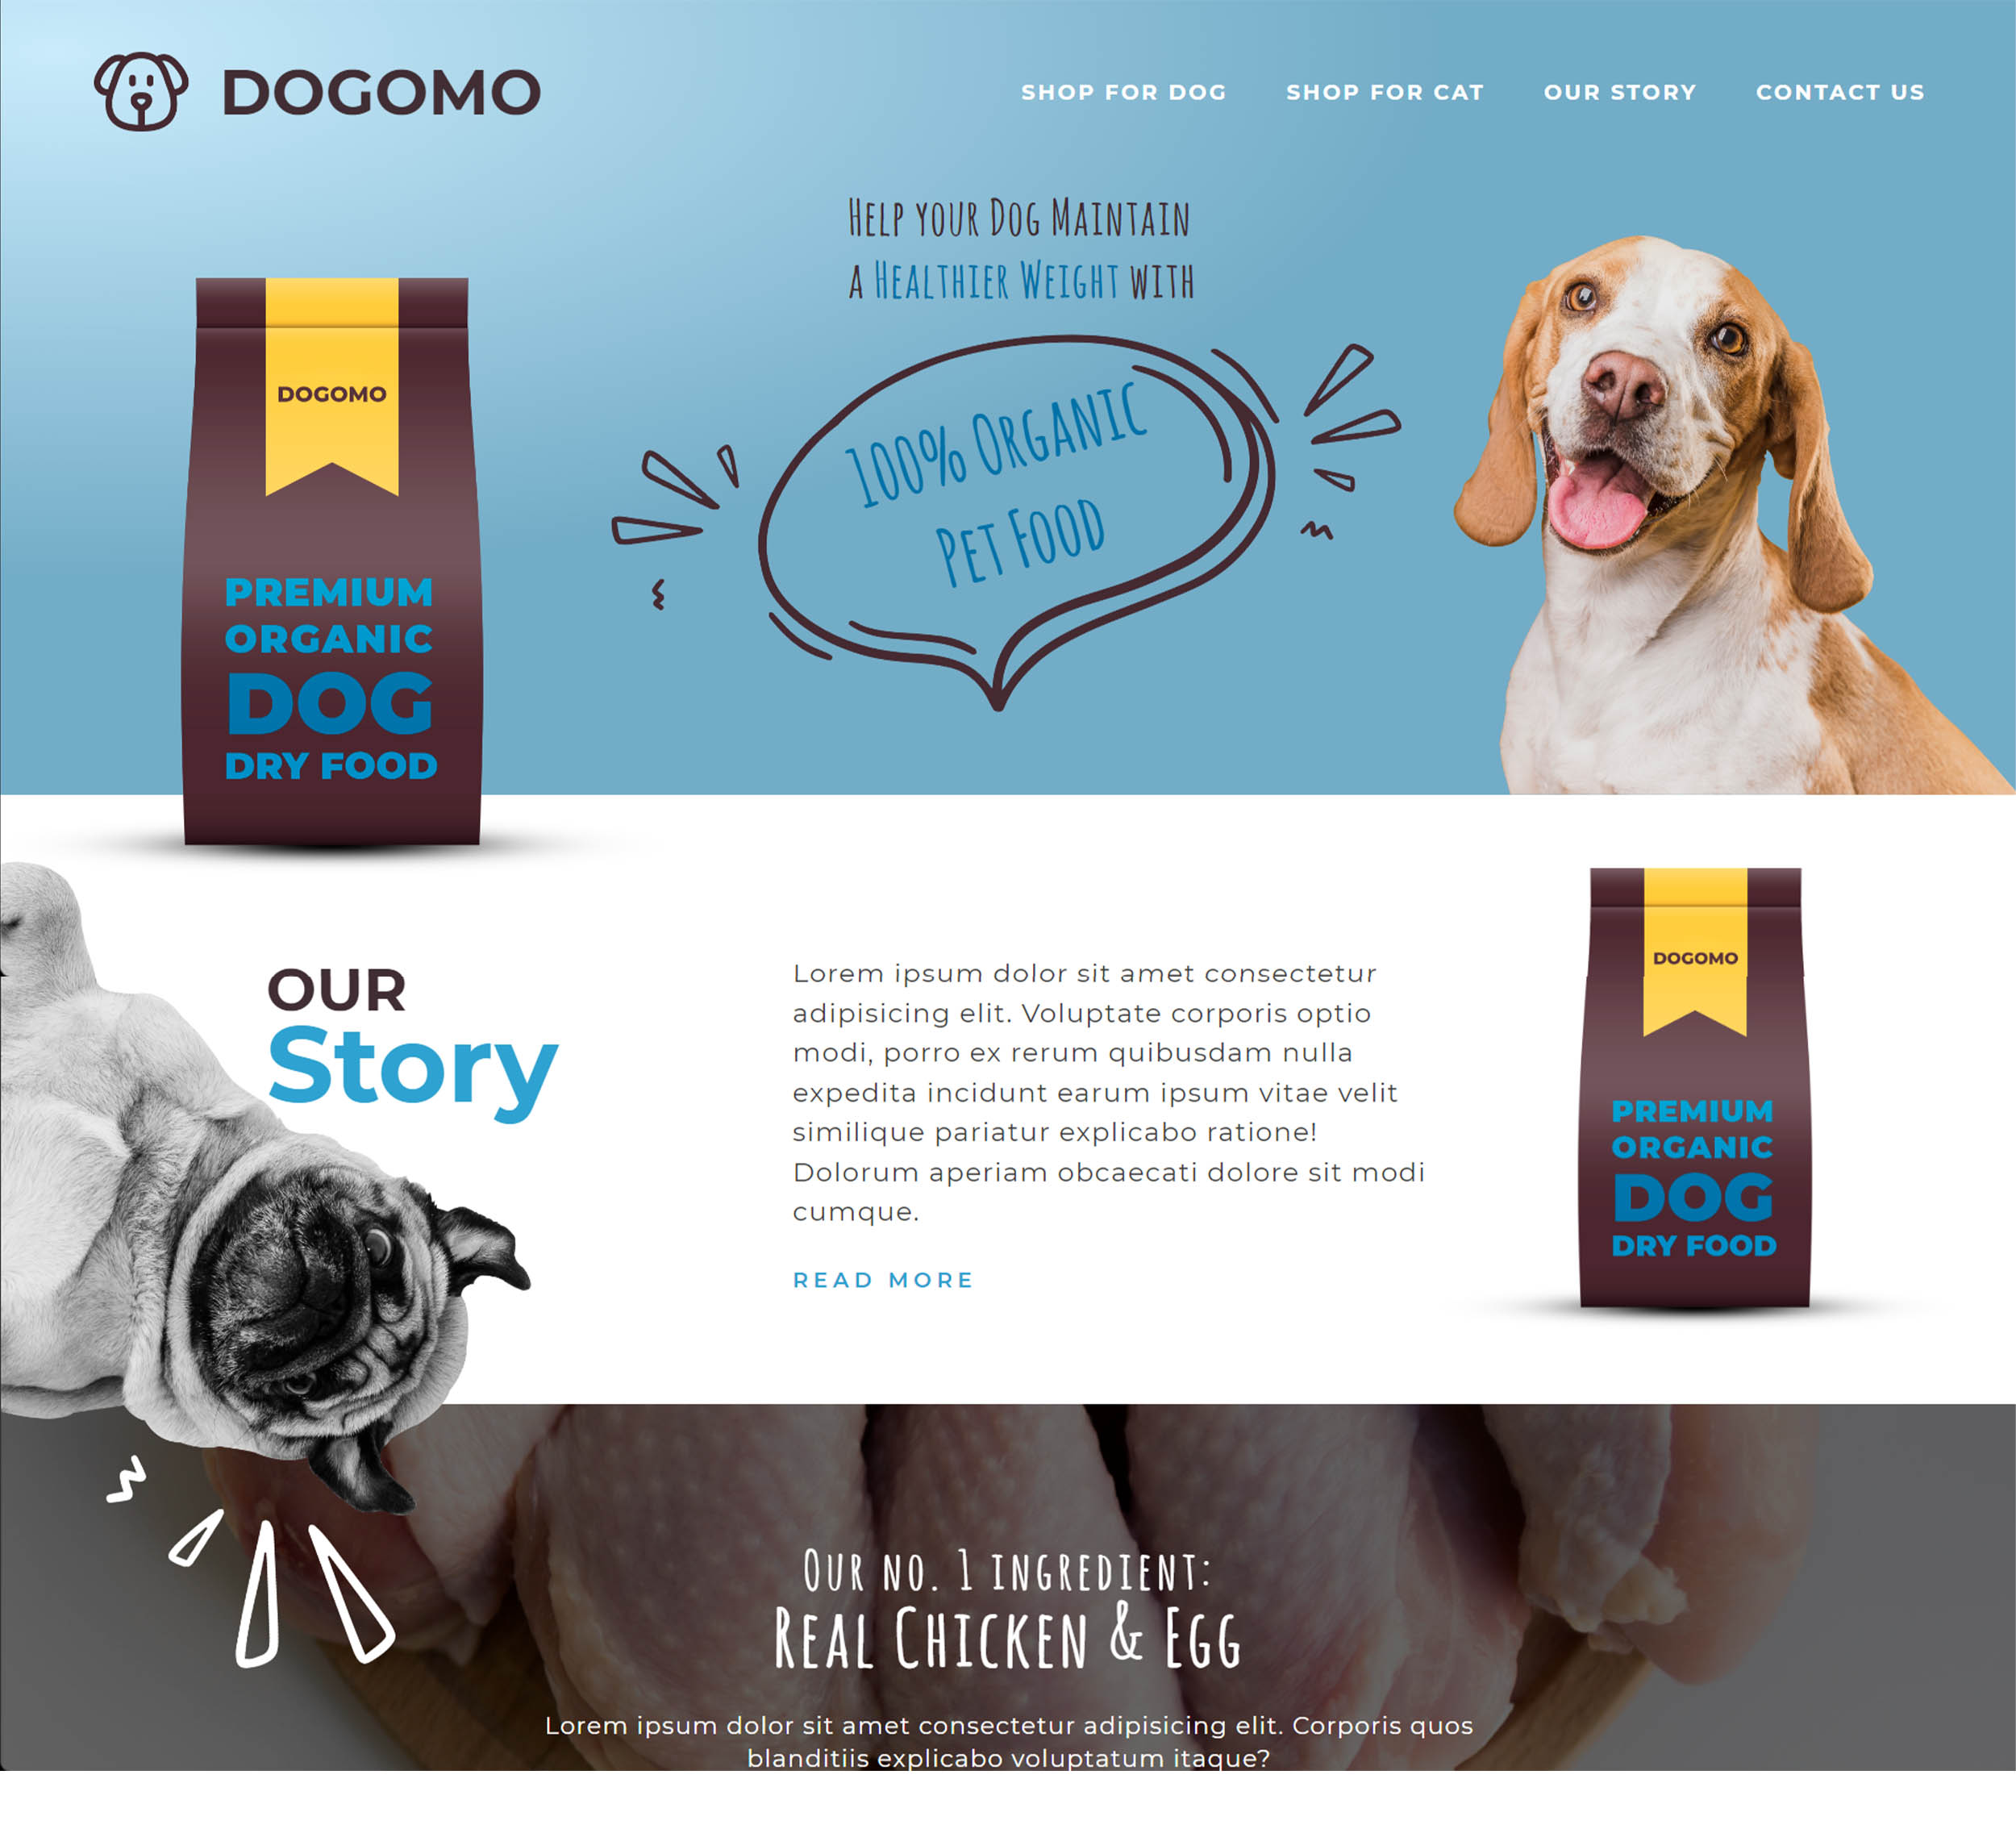 DOGOMO
SHOP FOR DOG
SHOP FOR CAT
OUR STORY
CONTACT US
Help your Dog Maintain
a Healthier Weight with
100% Organic
Pet Food
DOGOMO
PREMIUM
ORGANIC
DOG
DRY FOOD
OUR
Story
Lorem ipsum dolor sit amet consectetur
adipisicing elit. Voluptate corporis optio
modi, porro ex rerum quibusdam nulla
expedita incidunt earum ipsum vitae velit
similique pariatur explicabo ratione!
Dolorum aperiam obcaecati dolore sit modi
cumque.
READ MORE
DOGOMO
PREMIUM
ORGANIC
DOG
DRY FOOD
Our no. 1 ingredient:
Real Chicken & Egg
Lorem ipsum dolor sit amet consectetur adipisicing elit. Corporis quos
blanditiis explicabo voluptatum itaque?